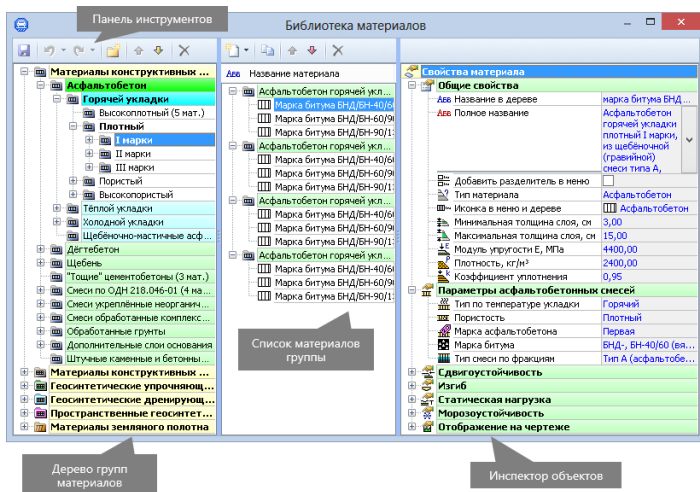 Панель инструментов
Библиотека материалов
Материалы конструктивных ...
Асфальтобетон
Горячей укладки
Высокоплотный (5 мат.)
Плотный
I марки
II марки
III марки
Пористый
Высокопористый
Тёплой укладки
Холодной укладки
Щебёночно-мастичные асф...
Дёгтебетон
Щебень
"Тощие" цементобетоны (3 мат.)
Смеси по ОДН 218.046-01 (4 ма...
Смеси укреплённые неорганич...
Смеси обработанные комплекс...
Обработанные грунты
Дополнительные слои основания
Штучные каменные и бетонны...
Материалы конструктивных ...
Геосинтетические упрочняющ...
Геосинтетические дренирующ...
Пространственные геосинтет...
Материалы земляного полотна
Авв Название материала
Асфальтобетон горячей укл...
Марка битума БНД/БН-40/60
Марка битума БНД/БН-60/9
Марка битума БНД/БН-90/1
Асфальтобетон горячей укл...
Марка битума БНД/БН-40/6
Марка битума БНД/БН-60/9
Марка битума БНД/БН-90/1
Асфальтобетон горячей укл...
Марка битума БНД/БН-40/6
Марка битума БНД/БН-60/9
Марка битума БНД/БН-90/1
Асфальтобетон горячей укл...
Марка битума БНД/БН-40/6
Марка битума БНД/БН-60/9
Марка битума БНД/БН-90/1
Список материалов
группы
Свойства материала
Общие свойства
Авв Название в дереве марка битума БНД ...
Авв Полное название Асфальтобетон
горячей укладки
плотный I марки,
из щебёночной
(гравийной)
смеси типа А,
Добавить разделитель в меню
Тип материала Асфальтобетон
Иконка в меню и дереве Асфальтобетон
Минимальная толщина слоя, см 3,00
Максимальная толщина слоя, см 15,00
Модуль упругости Е, МПа 4400,00
Плотность, кг/м³ 2400,00
Коэффициент уплотнения 0,95
Параметры асфальтобетонных смесей
Тип по температуре укладки Горячий
Пористость Плотный
Марка асфальтобетона Первая
Марка битума БНД-, БН-40/60 (вя...
Тип смеси по фракциям Тип А (асфальтобе...
Сдвигоустойчивость
Изгиб
Статическая нагрузка
Морозоустойчивость
Отображение на чертеже
Дерево групп
материалов
Инспектор объектов